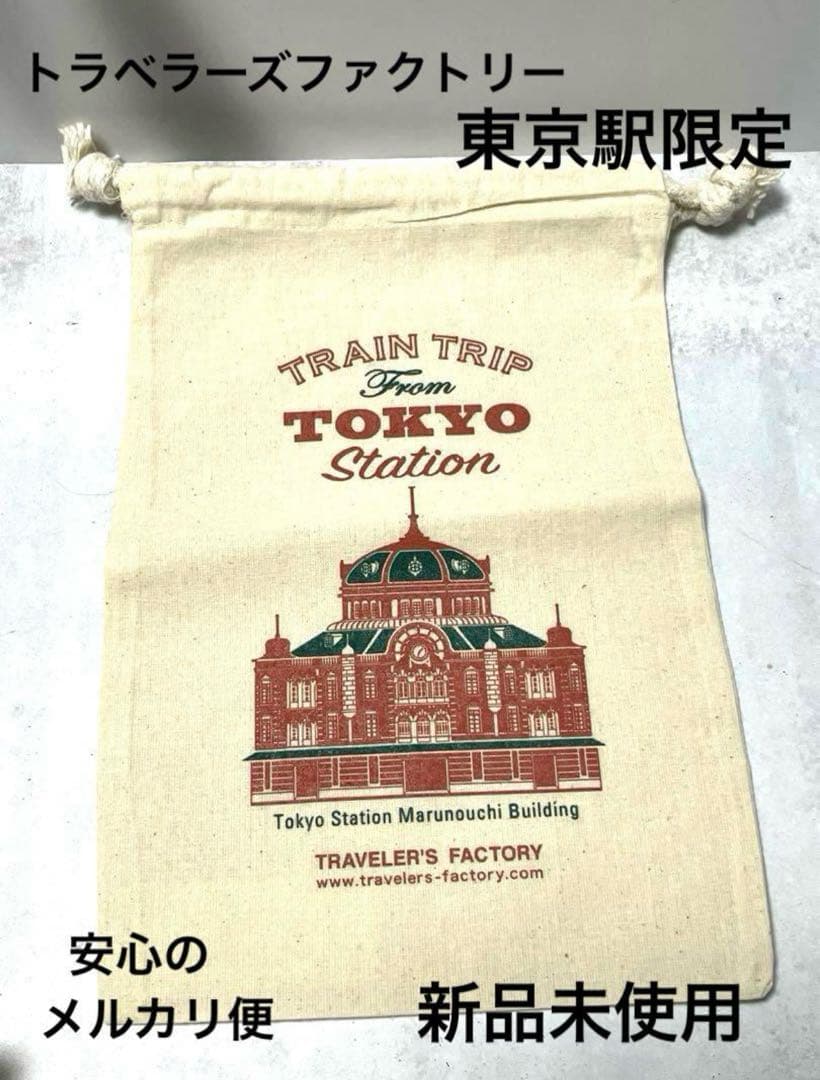 トラベラーズファクトリー
東京駅限定
TRAIN TRIP
From
TOKYO
Station
Tokyo Station Marunouchi Building
TRAVELER'S FACTORY
www.travelers-factory.com
安心の
メルカリ便
新品未使用